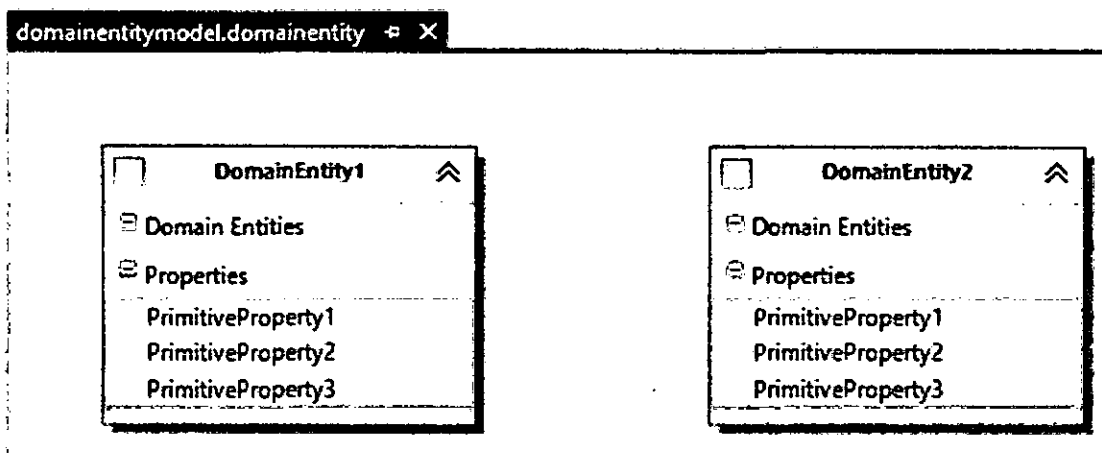 domainentitymodel.domainentity
DomainEntity1
Domain Entities
Properties
PrimitiveProperty1
PrimitiveProperty2
PrimitiveProperty3
DomainEntity2
Domain Entities
Properties
PrimitiveProperty1
PrimitiveProperty2
PrimitiveProperty3